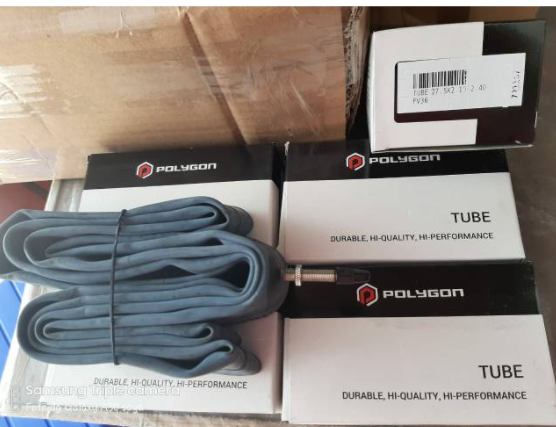 TUBE 27.5X2.15-2.40
FV36
POLYGON
POLYGON
TUBE
DURABLE, HI-QUALITY, HI-PERFORMANCE
POLYGON
TUBE
DURABLE, HI-QUALITY, HI-PERFORMANCE
DURABLE, HI-QUALITY, HI-PERFORMANCE
Samsung Triple Camera